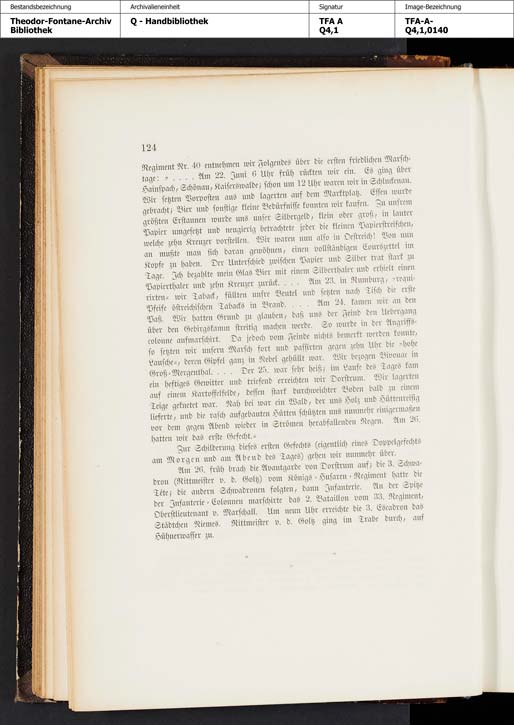 Bestandsbezeichnung Archivalieneinheit Signatur Image-Bezeichnung
Theodor-Fontane-Archiv Q - Handbibliothek TFA A TFA-A-
Bibliothek Q4,1 Q4,1,0140
124
Regiment Nr. 40 entnehmen wir Folgendes über die ersten friedlichen Marsch-
tage: » . . . . Am 22. Juni 6 Uhr früh rückten wir ein. Es ging über
Hainspach, Schönau, Kaiserswalde; schon um 12 Uhr waren wir in Schluckenau.
Wir setzten Vorposten aus und lagerten auf dem Marktplatz. Essen wurde
gebracht; Bier und sonstige kleine Bedürfnisse konnten wir kaufen. Zu unsrem
größten Erstaunen wurde uns unser Silbergeld, klein oder groß, in lauter
Papier umgesetzt und neugierig betrachtete jeder die kleinen Papierstreifchen,
welche zehn Kreuzer vorstellen. Wir waren nun also in Oestreich! Von nun
an mußte man sich daran gewöhnen, einen vollständigen Courszettel im
Kopfe zu haben. Der Unterschied zwischen Papier und Silber trat stark zu
Tage. Ich bezahlte mein Glas Bier mit einem Silberthaler und erhielt einen
Papierthaler und zehn Kreuzer zurück. . . . Am 23. in Rumburg, »requi-
rirten« wir Taback, füllten unsre Beutel und setzten nach Tisch die erste
Pfeife östreichischen Tabacks in Brand. . . . Am 24. kamen wir an den
Paß. Wir hatten Grund zu glauben, daß uns der Feind den Uebergang
über den Gebirgskamm streitig machen werde. So wurde in der Angriffs-
colonne aufmarschirt. Da jedoch vom Feinde nichts bemerkt werden konnte,
so setzten wir unsern Marsch fort und passirten gegen zehn Uhr die »hohe
Lausche«, deren Gipfel ganz in Nebel gehüllt war. Wir bezogen Bivouac in
Groß-Mergenthal. . . . Der 25. war sehr heiß; im Laufe des Tages kam
ein heftiges Gewitter und triefend erreichten wir Dorstrum. Wir lagerten
auf einem Kartoffelfelde, dessen stark durchweichter Boden bald zu einem
Teige geknetet war. Nah bei war ein Wald, der uns Holz und Hüttenreisig
lieferte, und die rasch aufgebauten Hütten schützten uns nunmehr einigermaßen
vor dem gegen Abend wieder in Strömen herabfallenden Regen. Am 26.
hatten wir das erste Gefecht.«
Zur Schilderung dieses ersten Gefechts (eigentlich eines Doppelgefechts
am Morgen und am Abend des Tages) gehen wir nunmehr über.
Am 26. früh brach die Avantgarde von Dorstrum auf; die 3. Schwa-
dron (Rittmeister v. d. Goltz) vom Königs-Husaren-Regiment hatte die
Tête; die andern Schwadronen folgten, dann Infanterie. An der Spitze
der Infanterie-Colonnen marschirte das 2. Bataillon vom 33. Regiment,
Oberstlieutenant v. Marschall. Um neun Uhr erreichte die 3. Escadron das
Städtchen Niemes. Rittmeister v. d. Goltz ging im Trabe durch, auf
Hühnerwasser zu.